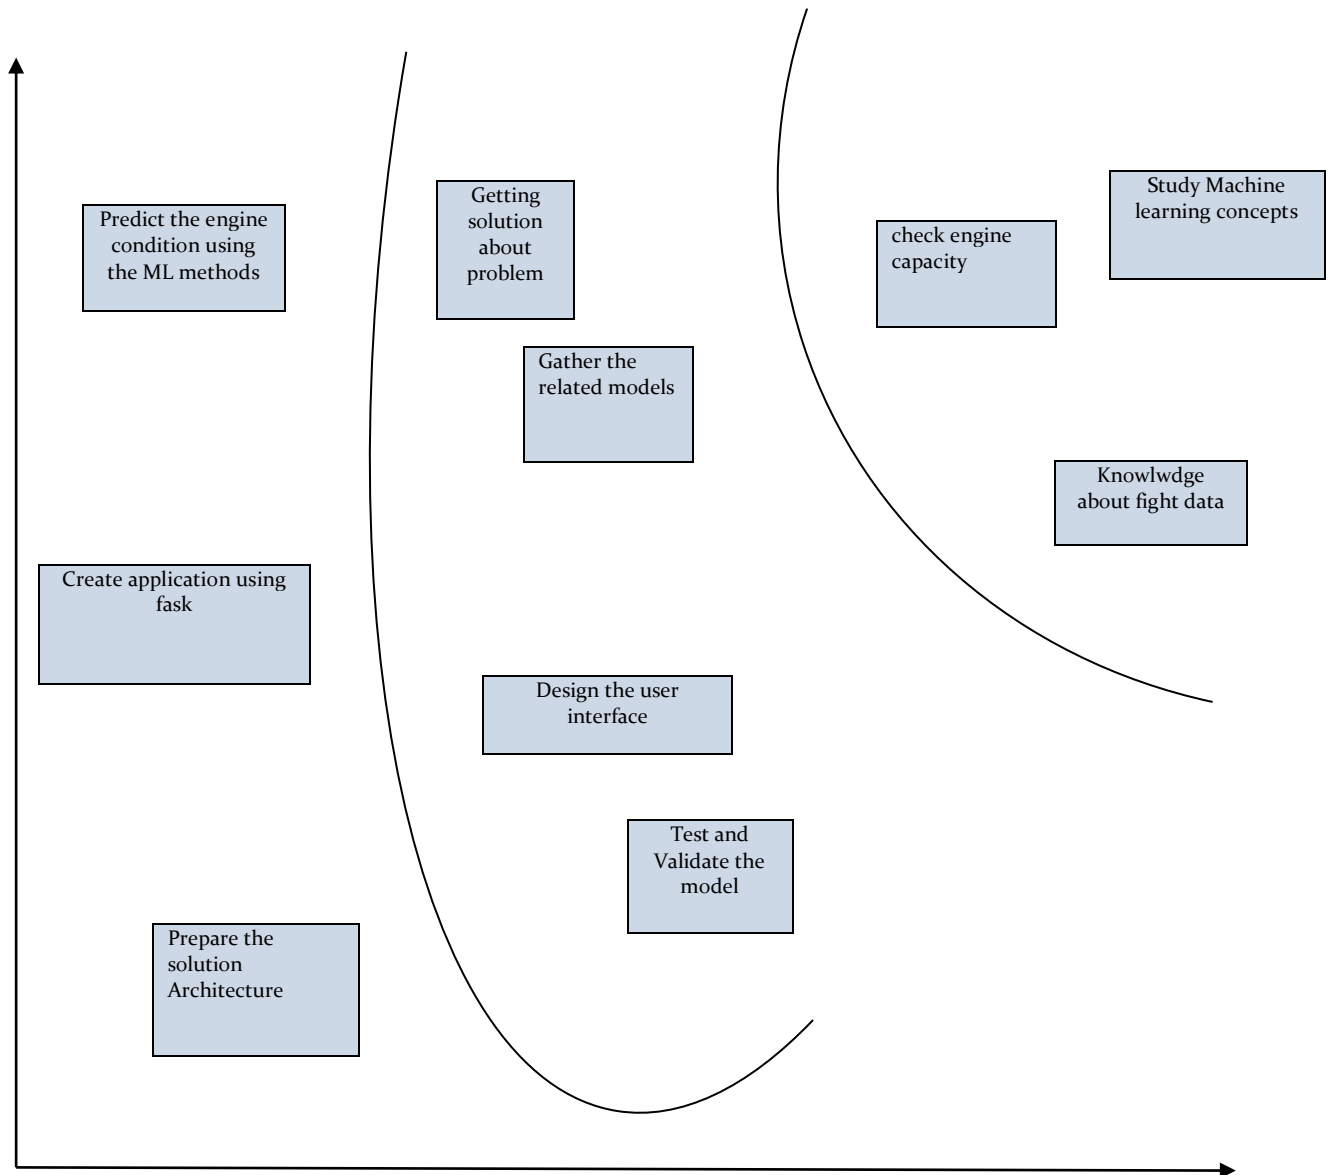 Predict the engine
condition using
the ML methods
Getting
solution
about
problem
Gather the
related models
check engine
capacity
Study Machine
learning concepts
Knowlwdge
about fight data
Create application using
fask
Design the user
interface
Test and
Validate the
model
Prepare the
solution
Architecture